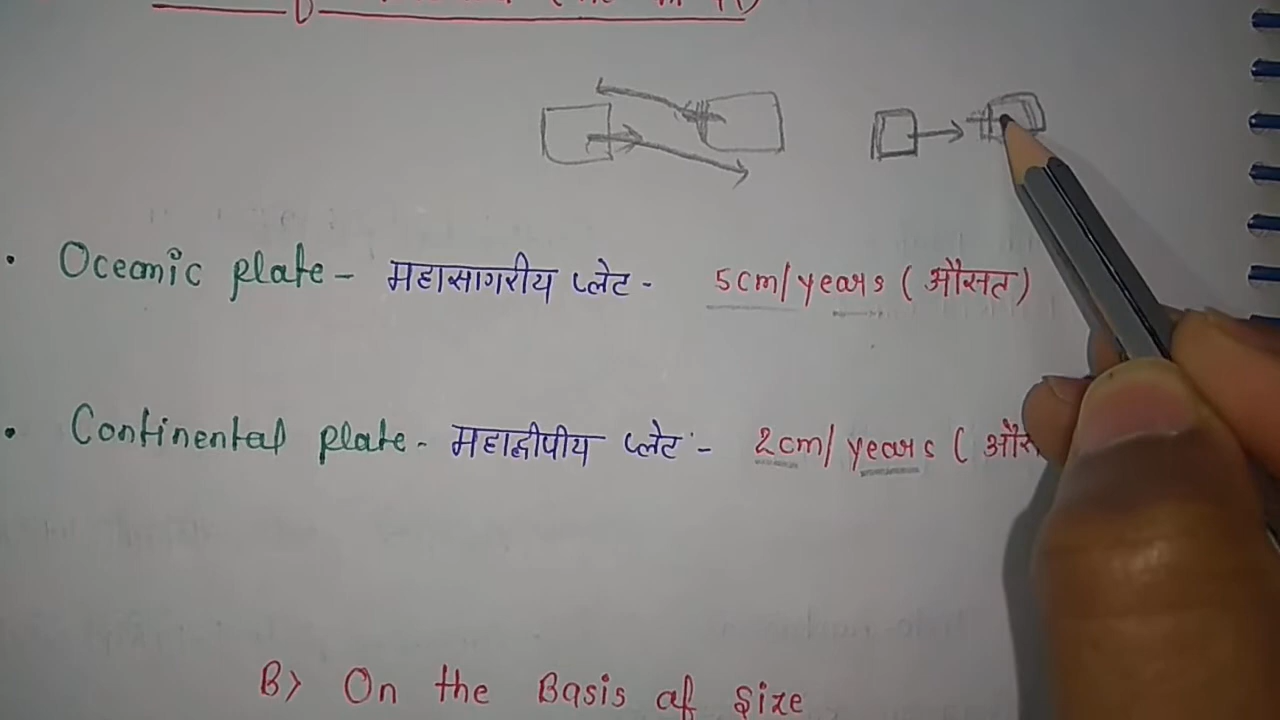 • Oceanic plate - महासागरीय प्लेट - 5cm/years (औसत)
• Continental plate - महाद्वीपीय प्लेट - 2cm/years (
B) On the Basis of Size